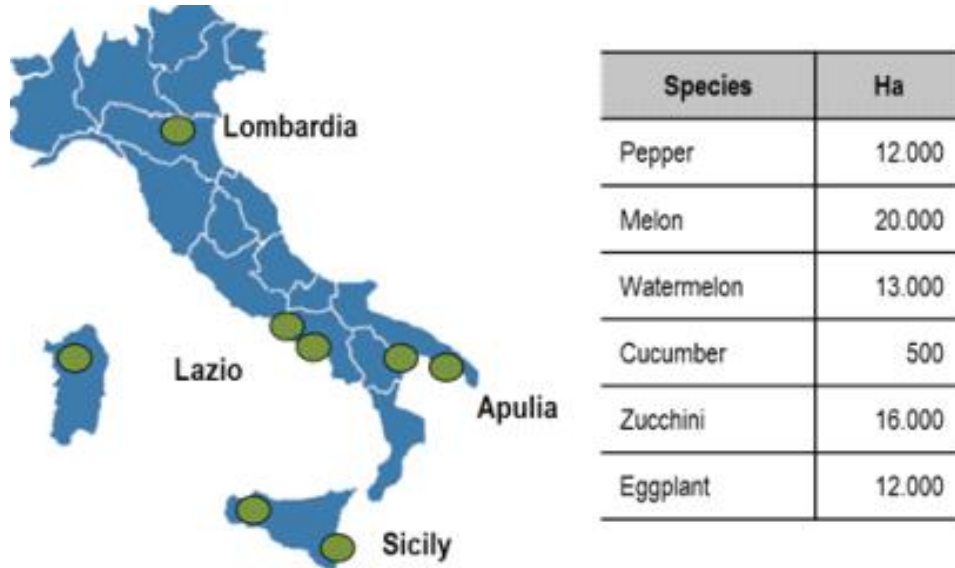 Lombardia
Lazio
Apulia
Sicily
Species Ha
Pepper 12.000
Melon 20.000
Watermelon 13.000
Cucumber 500
Zucchini 16.000
Eggplant 12.000